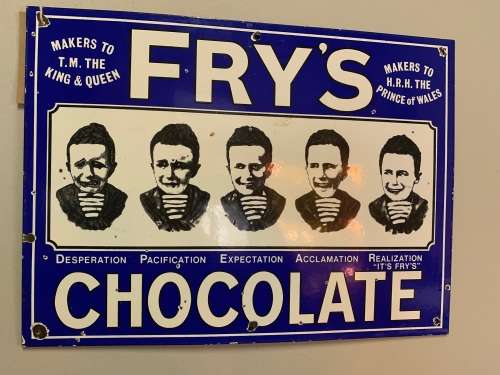 MAKERS TO
T.M. THE
KING & QUEEN
FRY'S
MAKERS TO
H.R.H. THE
PRINCE of WALES
DESPERATION PACIFICATION EXPECTATION ACCLAMATION REALIZATION
"IT'S FRY'S"
CHOCOLATE